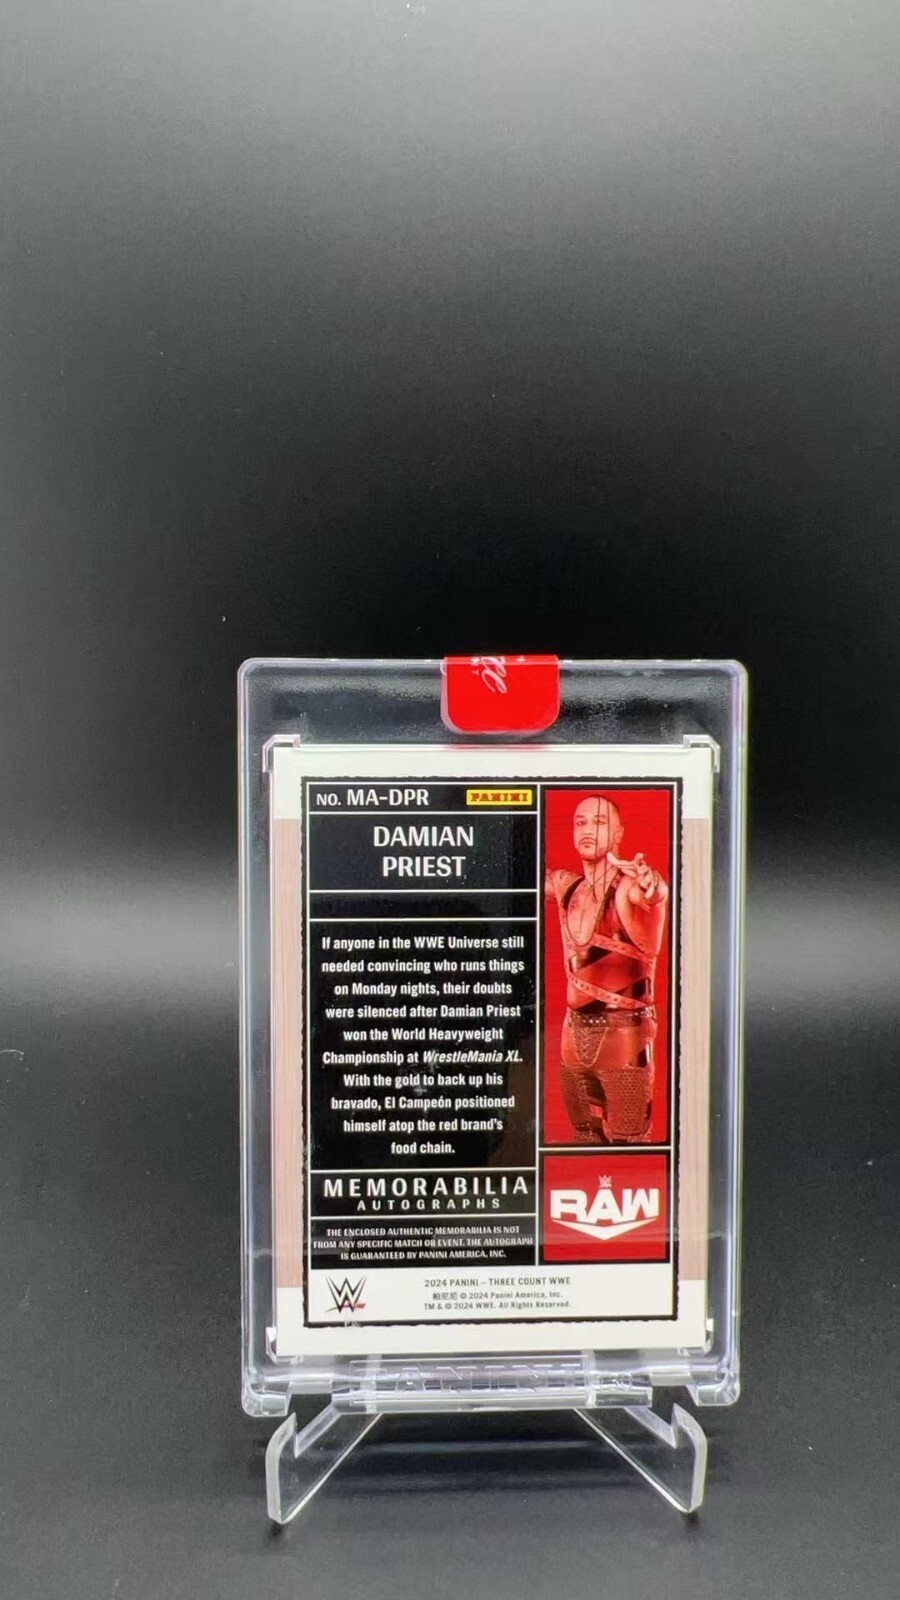 NO. MA-DPR
PANINI
DAMIAN
PRIEST
If anyone in the WWE Universe still
needed convincing who runs things
on Monday nights, their doubts
were silenced after Damian Priest
won the World Heavyweight
Championship at WrestleMania XL.
With the gold to back up his
bravado, El Campeón positioned
himself atop the red brand's
food chain.
MEMORABILIA
AUTOGRAPHS
THE ENCLOSED AUTHENTIC MEMORABILIA IS NOT
FROM ANY SPECIFIC MATCH OR EVENT. THE AUTOGRAPH
IS GUARANTEED BY PANINI AMERICA, INC.
RAW
W
2024 PANINI – THREE COUNT WWE
帕尼尼 © 2024 Panini America, Inc.
TM & © 2024 WWE. All Rights Reserved.
PANINI